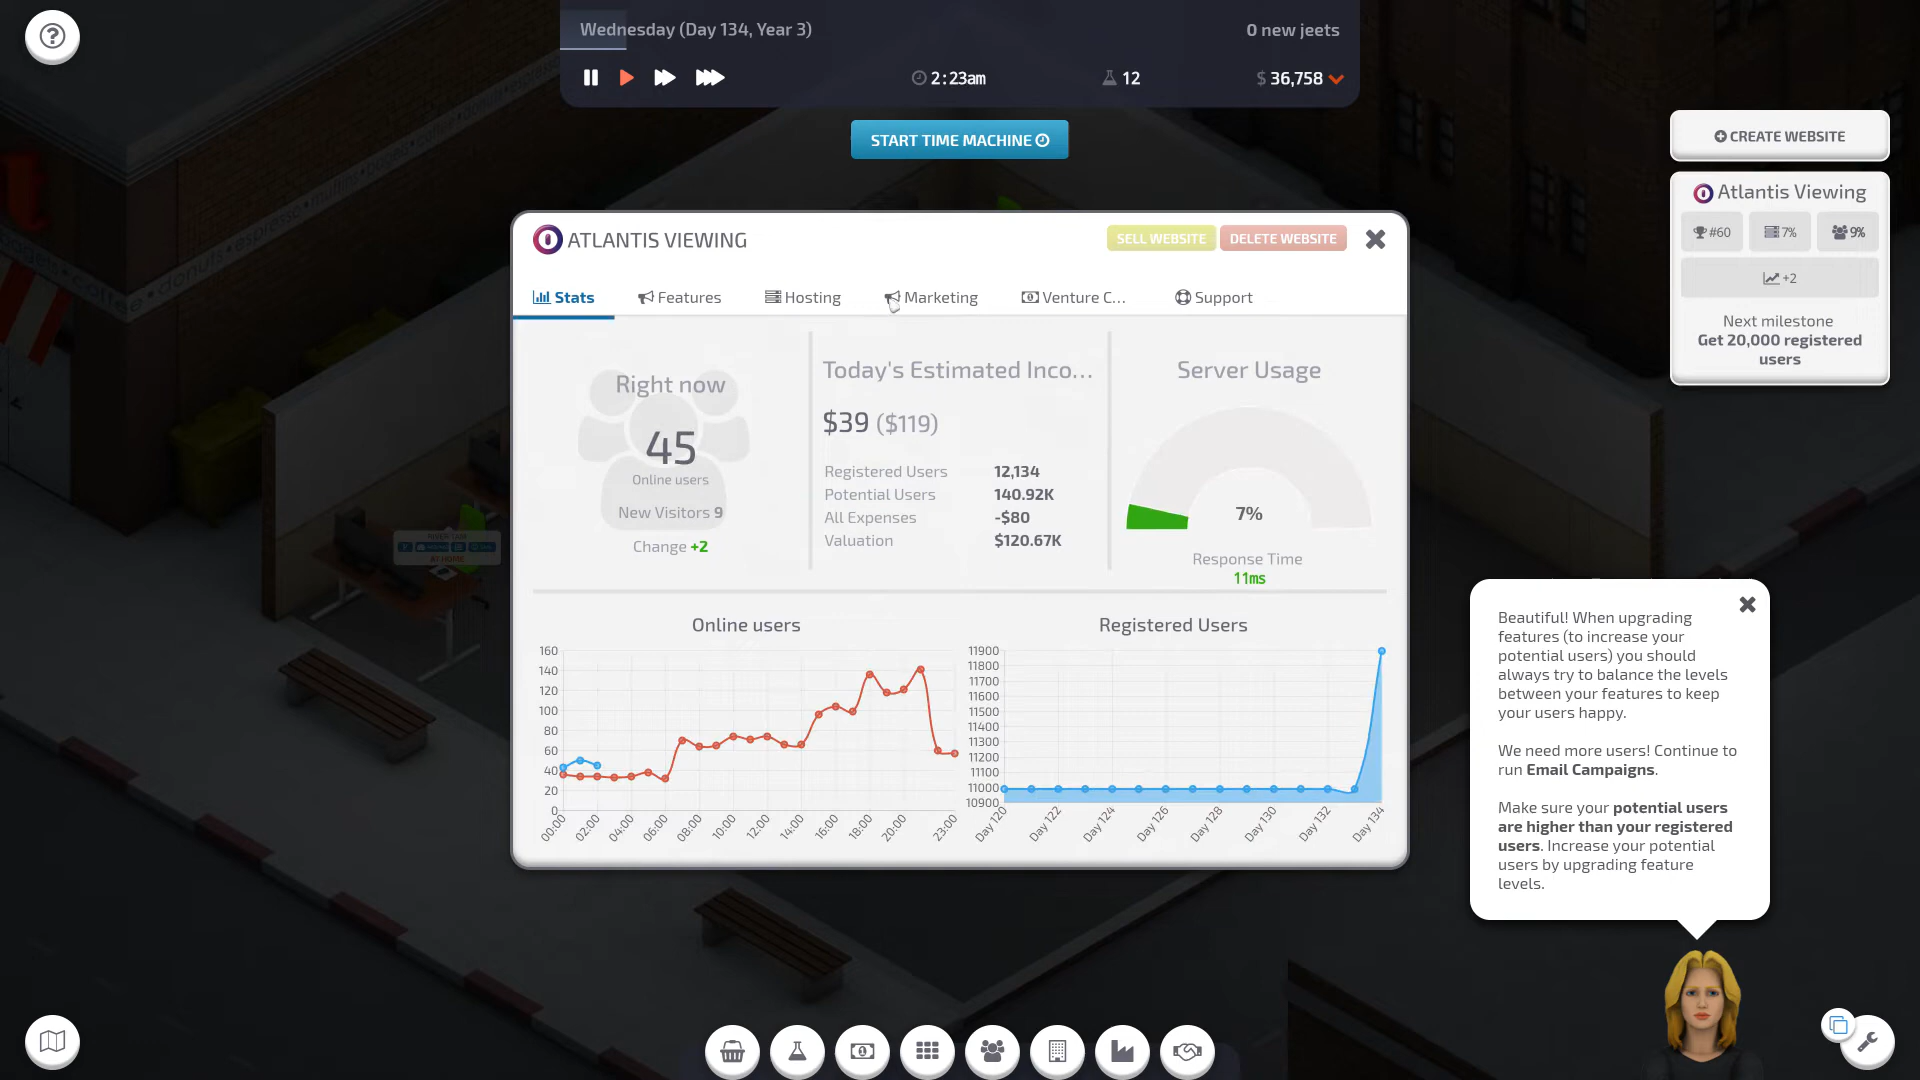 Wednesday (Day 134, Year 3)
0 new jeets
2:23am
12
$ 36,758
START TIME MACHINE
CREATE WEBSITE
Atlantis Viewing
#60
7%
9%
+2
Next milestone
Get 20,000 registered
users
ATLANTIS VIEWING
SELL WEBSITE
DELETE WEBSITE
Stats
Features
Hosting
Marketing
Venture C...
Support
Right now
45
Online users
New Visitors 9
Change +2
Today's Estimated Inco...
$39 ($119)
Registered Users 12,134
Potential Users 140.92K
All Expenses -$80
Valuation $120.67K
Server Usage
7%
Response Time
11ms
Online users
160
140
120
100
80
60
40
20
0
00:00
02:00
04:00
06:00
08:00
10:00
12:00
14:00
16:00
18:00
20:00
23:00
Registered Users
11900
11800
11700
11600
11500
11400
11300
11200
11100
11000
10900
Day 120
Day 122
Day 124
Day 126
Day 128
Day 130
Day 132
Day 134
Beautiful! When upgrading
features (to increase your
potential users) you should
always try to balance the levels
between your features to keep
your users happy.
We need more users! Continue to
run Email Campaigns.
Make sure your potential users
are higher than your registered
users. Increase your potential
users by upgrading feature
levels.
AT HOME
coffee • donuts • espresso • muffins • bagels • coffee • donuts • espresso